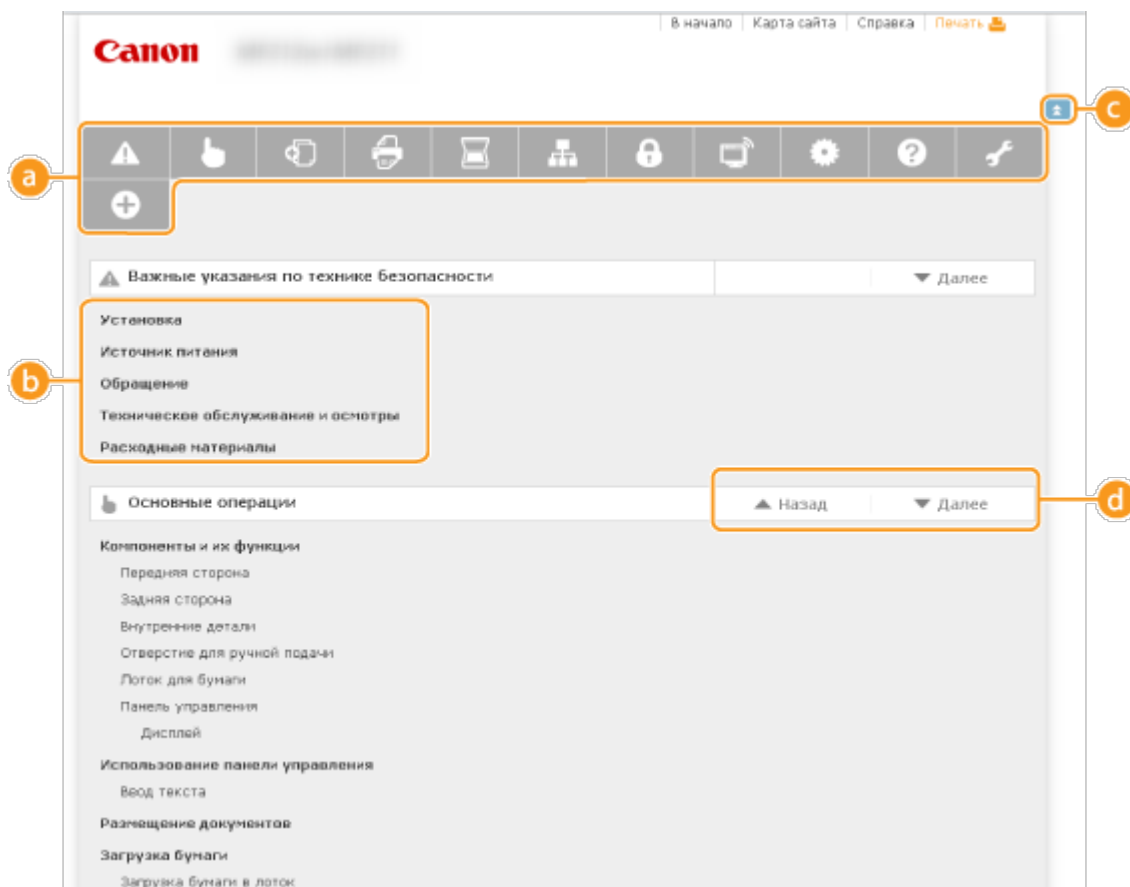 В начало Карта сайта Справка Печать
Canon
c
a
Важные указания по технике безопасности Далее
Установка
Источник питания
b
Обращение
Техническое обслуживание и осмотры
Расходные материалы
Основные операции Назад Далее
d
Компоненты и их функции
Передняя сторона
Задняя сторона
Внутренние детали
Отверстие для ручной подачи
Лоток для бумаги
Панель управления
Дисплей
Использование панели управления
Ввод текста
Размещение документов
Загрузка бумаги
Загрузка бумаги в лоток